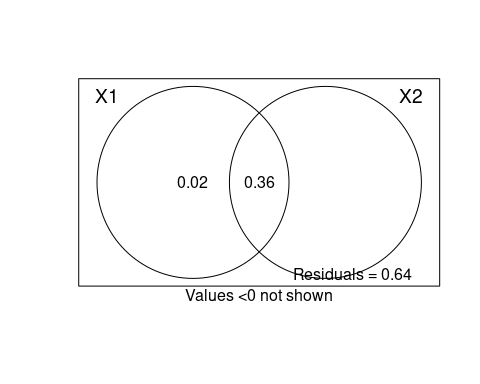 X1
X2
0.02
0.36
Residuals = 0.64
Values <0 not shown